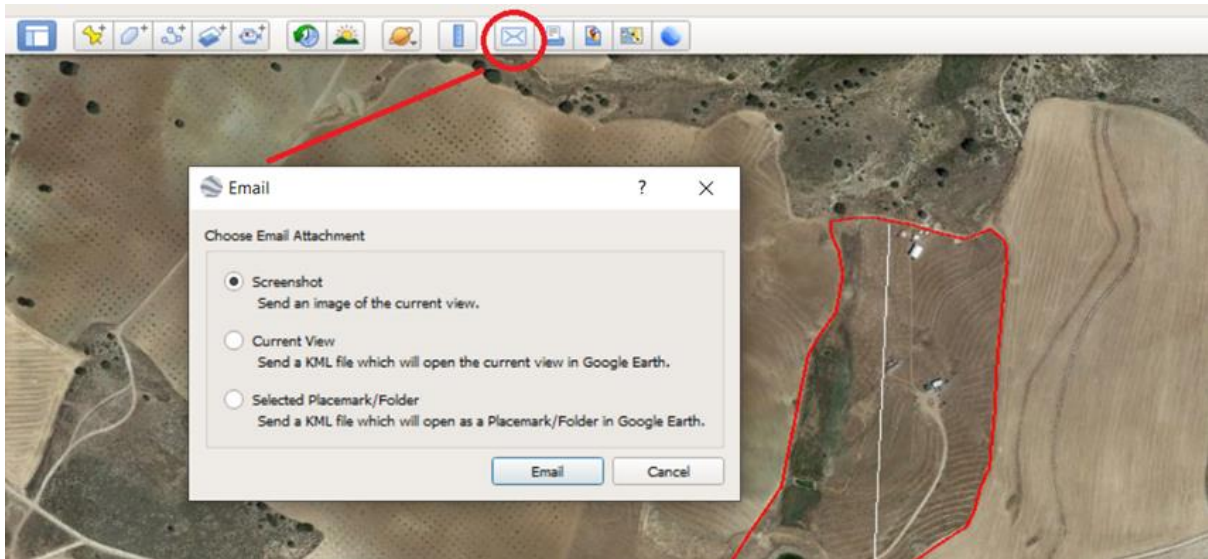 Email
?
Choose Email Attachment
Screenshot
Send an image of the current view.
Current View
Send a KML file which will open the current view in Google Earth.
Selected Placemark/Folder
Send a KML file which will open as a Placemark/Folder in Google Earth.
Email Cancel